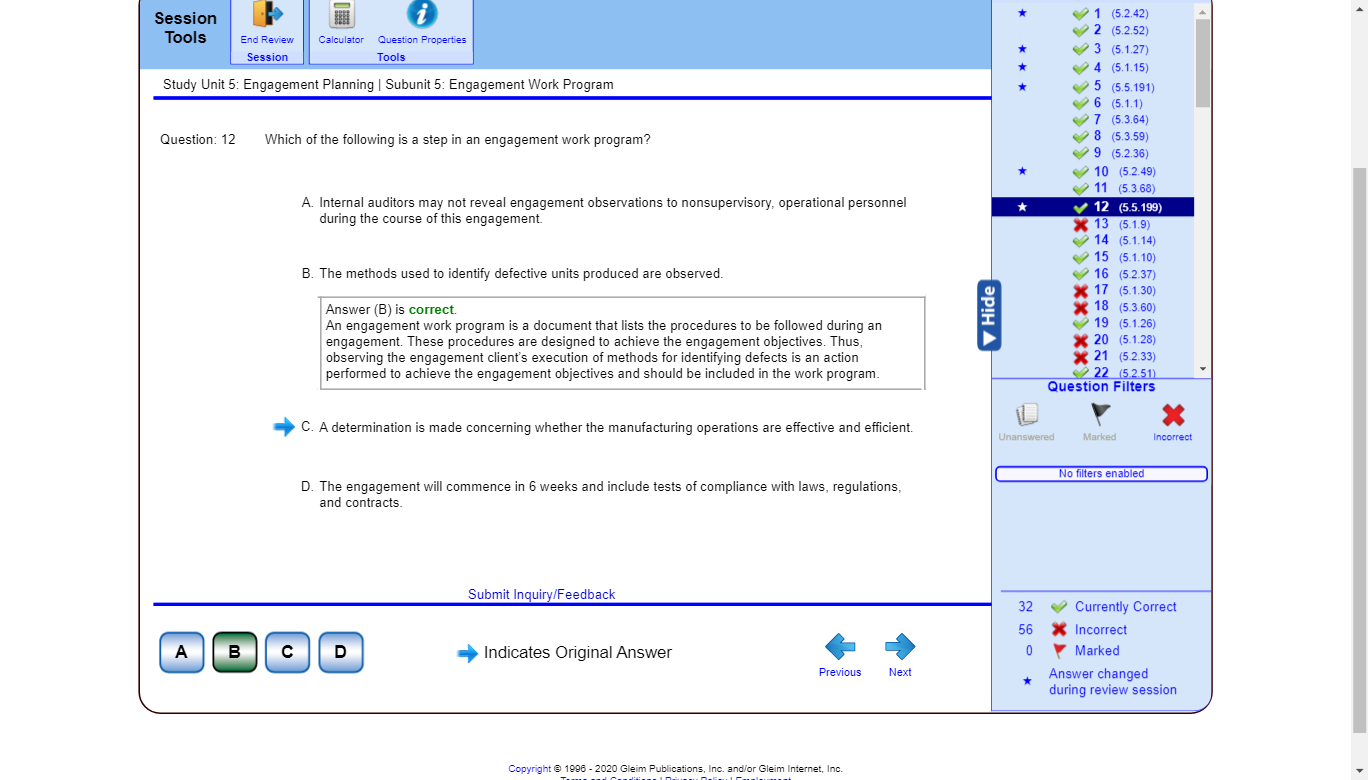 Session
Tools
End Review
Session
Calculator
Question Properties
Tools
Study Unit 5: Engagement Planning | Subunit 5: Engagement Work Program
Question: 12
Which of the following is a step in an engagement work program?
A. Internal auditors may not reveal engagement observations to nonsupervisory, operational personnel
during the course of this engagement.
B. The methods used to identify defective units produced are observed.
Answer (B) is correct.
An engagement work program is a document that lists the procedures to be followed during an
engagement. These procedures are designed to achieve the engagement objectives. Thus,
observing the engagement client's execution of methods for identifying defects is an action
performed to achieve the engagement objectives and should be included in the work program.
C. A determination is made concerning whether the manufacturing operations are effective and efficient.
D. The engagement will commence in 6 weeks and include tests of compliance with laws, regulations,
and contracts.
Submit Inquiry/Feedback
A B C D
Indicates Original Answer
Previous
Next
1 (5.2.42)
2 (5.2.52)
3 (5.1.27)
4 (5.1.15)
5 (5.5.191)
6 (5.1.1)
7 (5.3.64)
8 (5.3.59)
9 (5.2.36)
10 (5.2.49)
11 (5.3.68)
12 (5.5.199)
13 (5.1.9)
14 (5.1.14)
15 (5.1.10)
16 (5.2.37)
17 (5.1.30)
18 (5.3.60)
19 (5.1.26)
20 (5.1.28)
21 (5.2.33)
22 (5.2.51)
Hide
Question Filters
Unanswered
Marked
Incorrect
No filters enabled
32 Currently Correct
56 Incorrect
0 Marked
Answer changed
during review session
Copyright © 1996 - 2020 Gleim Publications, Inc. and/or Gleim Internet, Inc.
Terms and Conditions | Privacy Policy | Employment